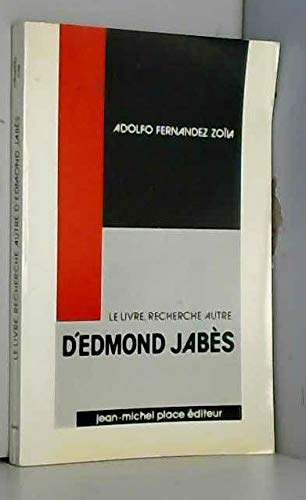 ADOLFO FERNANDEZ ZOÏLA
LE LIVRE, RECHERCHE AUTRE
D'EDMOND JABÈS
jean-michel place éditeur
LE LIVRE, RECHERCHE AUTRE D'EDMOND JABÈS